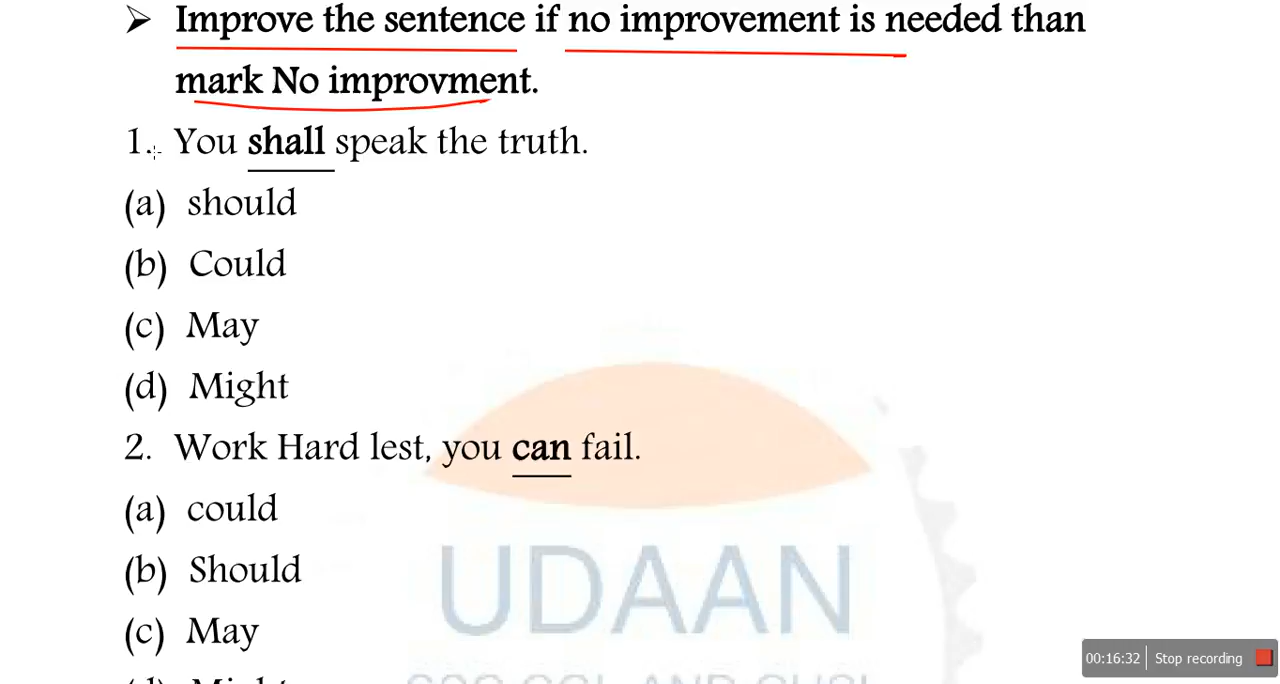 ➢ Improve the sentence if no improvement is needed than
mark No improvment.
1. You shall speak the truth.
(a) should
(b) Could
(c) May
(d) Might
2. Work Hard lest, you can fail.
(a) could
(b) Should
(c) May
UDAAN
00:16:32 Stop recording